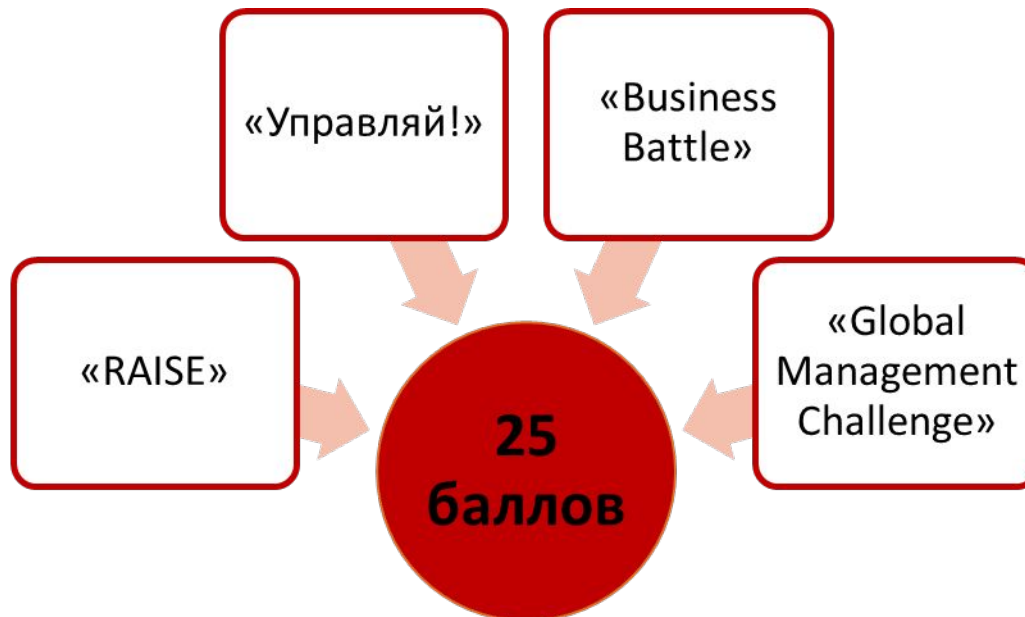 «Управляй!»
«Business
Battle»
«RAISE»
«Global
Management
Challenge»
25
баллов